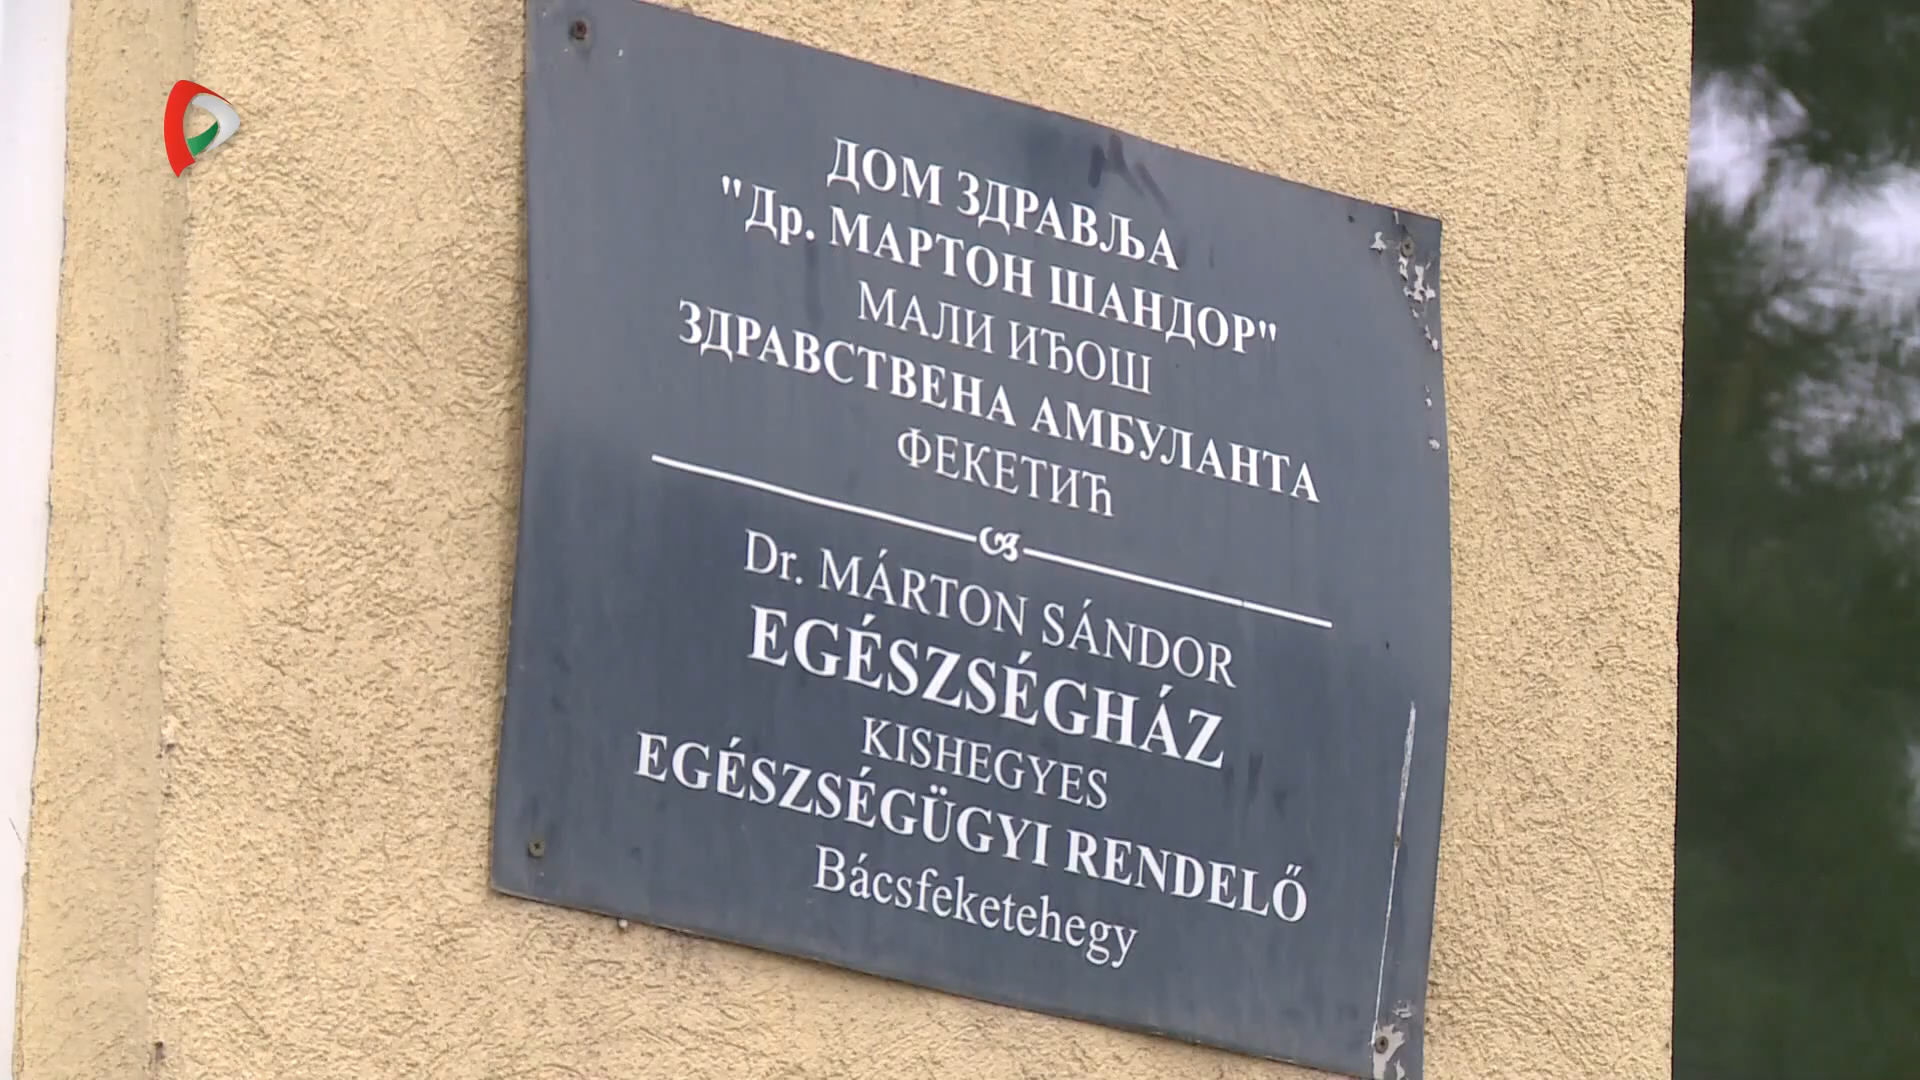 ДОМ ЗДРАВЉА
"Др. МАРТОН ШАНДОР"
МАЛИ ИЂОШ
ЗДРАВСТВЕНА АМБУЛАНТА
ФЕКЕТИЋ
Dr. MÁRTON SÁNDOR
EGÉSZSÉGHÁZ
KISHEGYES
EGÉSZSÉGÜGYI RENDELŐ
Bácsfeketehegy